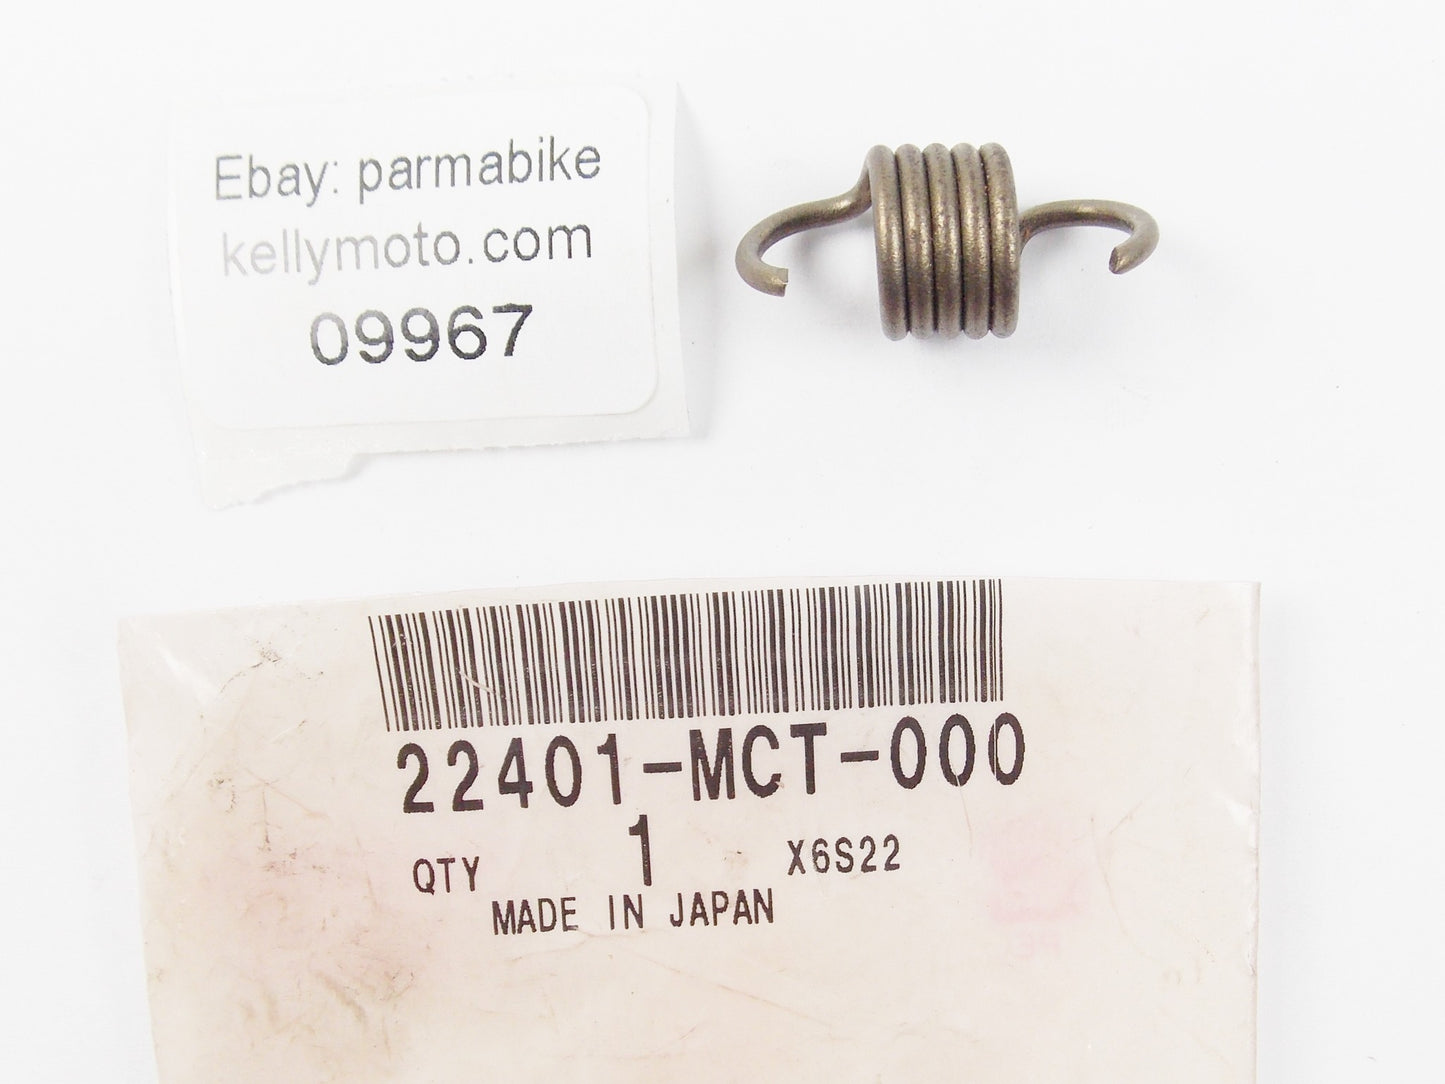 Ebay: parmabike
kellymoto.com
09967
22401-MCT-000
QTY 1 X6S22
MADE IN JAPAN